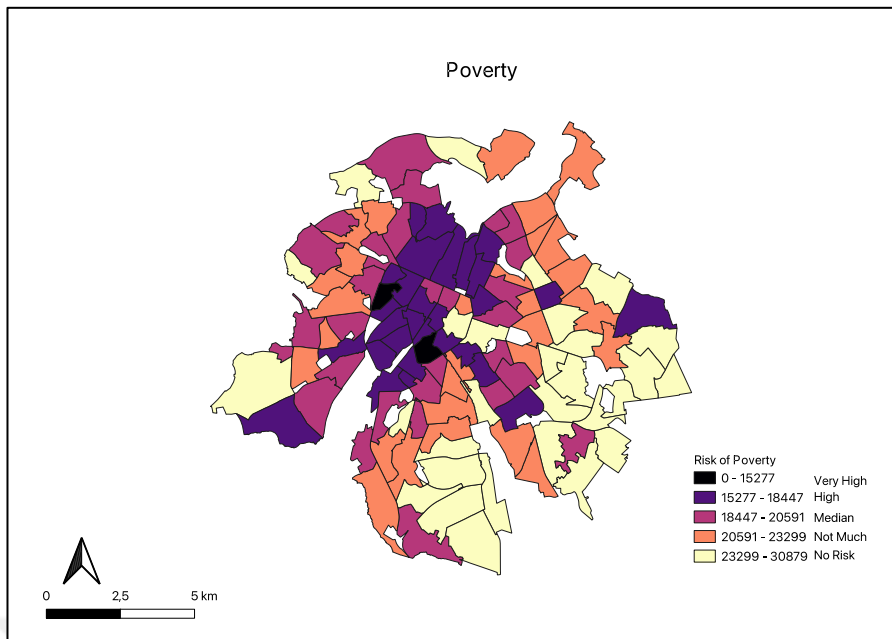 Poverty
Risk of Poverty
0 - 15277 Very High
15277 - 18447 High
18447 - 20591 Median
20591 - 23299 Not Much
23299 - 30879 No Risk
0 2,5 5 km